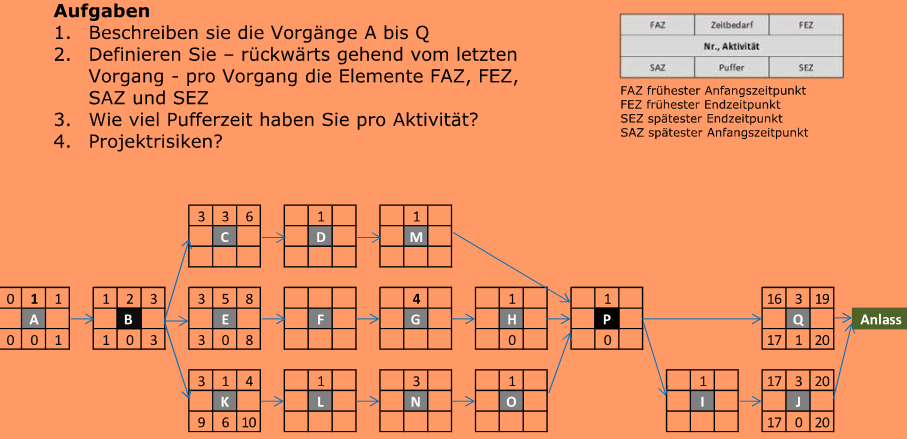 Aufgaben
1. Beschreiben sie die Vorgänge A bis Q
2. Definieren Sie – rückwärts gehend vom letzten
Vorgang - pro Vorgang die Elemente FAZ, FEZ,
SAZ und SEZ
3. Wie viel Pufferzeit haben Sie pro Aktivität?
4. Projektrisiken?
FAZ Zeitbedarf FEZ
Nr., Aktivität
SAZ Puffer SEZ
FAZ frühester Anfangszeitpunkt
FEZ frühester Endzeitpunkt
SEZ spätester Endzeitpunkt
SAZ spätester Anfangszeitpunkt
3 3 6 1 1
C D M
0 1 1 1 2 3 3 5 8 4 1 1 16 3 19
A B E F G H P Q Anlass
0 0 1 1 0 3 3 0 8 0 0 17 1 20
3 1 4 1 3 1 1 17 3 20
K L N O I J
9 6 10 17 0 20